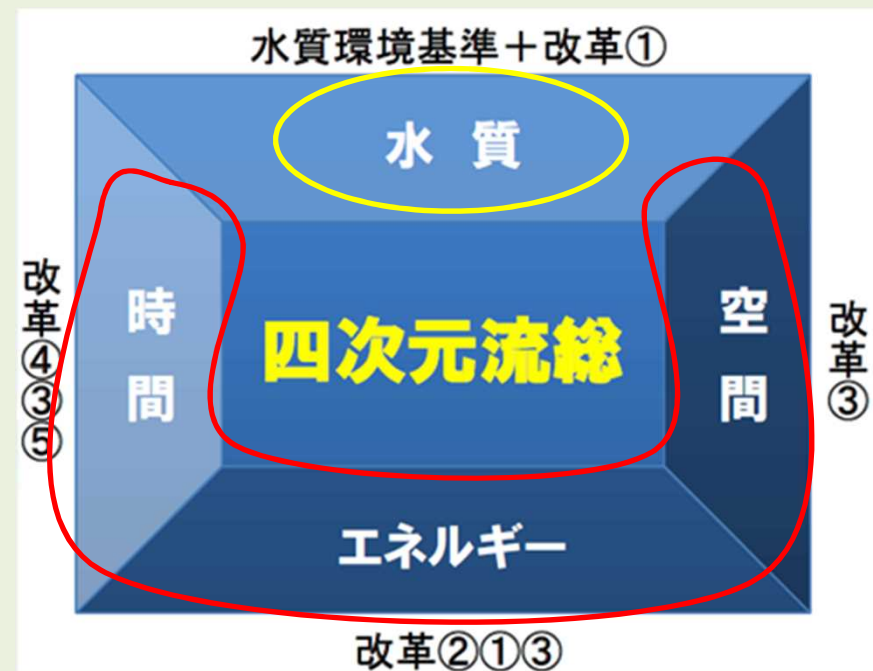 水質環境基準＋改革①
水 質
改革④③⑤
時間
四次元流総
空間
改革③
エネルギー
改革②①③